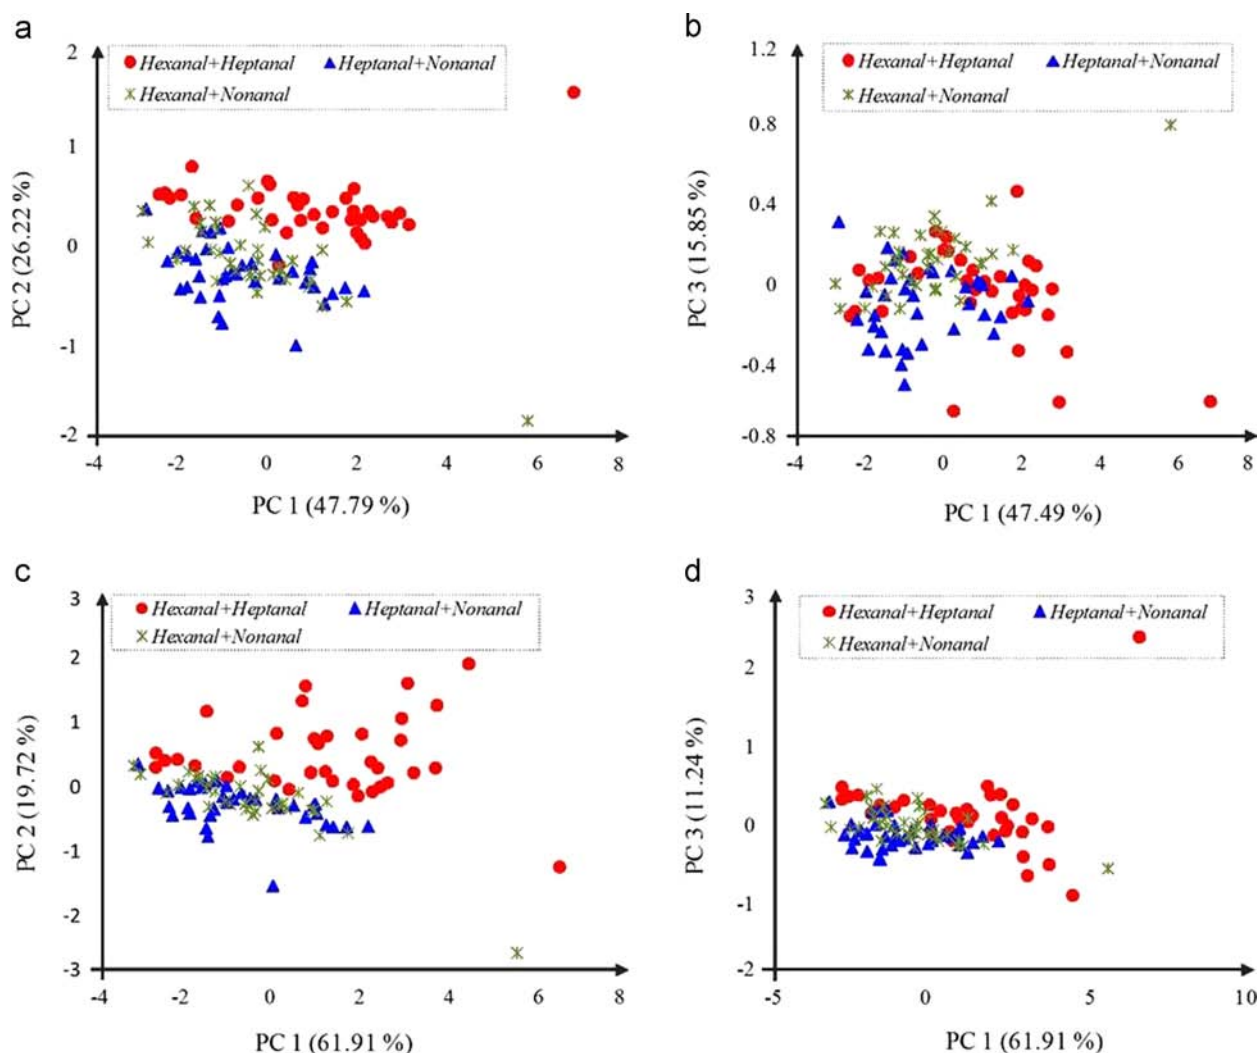 a
2
Hexanal+Heptanal Heptanal+Nonanal
Hexanal+Nonanal
1
0
-1
-2
PC 2 (26.22 %)
-4 -2 0 2 4 6 8
PC 1 (47.79 %)
b
1.2
Hexanal+Heptanal Heptanal+Nonanal
Hexanal+Nonanal
0.8
0.4
0
-0.4
-0.8
PC 3 (15.85 %)
-4 -2 0 2 4 6 8
PC 1 (47.49 %)
c
3
Hexanal+Heptanal Heptanal+Nonanal
Hexanal+Nonanal
2
1
0
-1
-2
-3
PC 2 (19.72 %)
-4 -2 0 2 4 6 8
PC 1 (61.91 %)
d
3
Hexanal+Heptanal Heptanal+Nonanal
Hexanal+Nonanal
2
1
0
-1
-2
PC 3 (11.24 %)
-5 0 5 10
PC 1 (61.91 %)